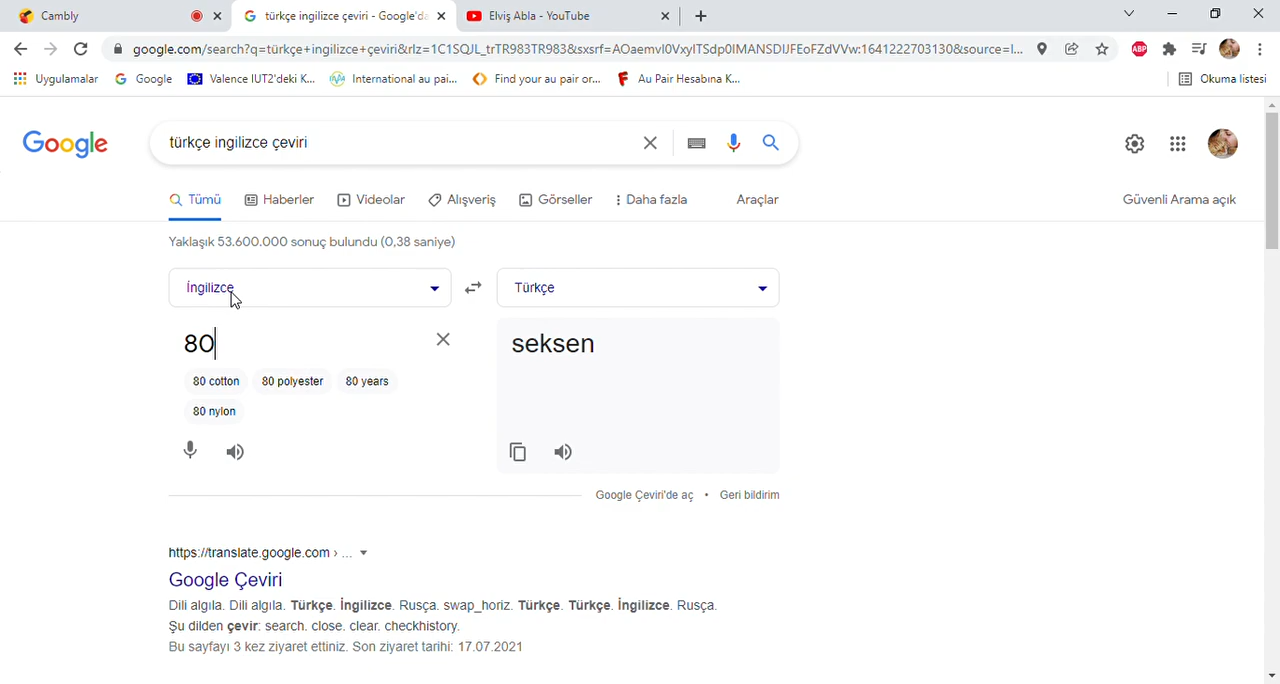 Cambly
türkçe ingilizce çeviri - Google'da
Elviş Abla - YouTube
google.com/search?q=türkçe+ingilizce+çeviri&rlz=1C1SQJL_trTR983TR983&sxsrf=AOaemvI0VxyITSdp0IMANSDIJFEoFZdVVw:1641222703130&source=l...
ABP
Uygulamalar
Google
Valence IUT2'deki K...
International au pai...
Find your au pair or...
Au Pair Hesabına K...
Okuma listesi
Google
türkçe ingilizce çeviri
Tümü
Haberler
Videolar
Alışveriş
Görseller
Daha fazla
Araçlar
Güvenli Arama açık
Yaklaşık 53.600.000 sonuç bulundu (0,38 saniye)
İngilizce
Türkçe
80
seksen
80 cotton
80 polyester
80 years
80 nylon
Google Çeviri'de aç • Geri bildirim
https://translate.google.com › ...
Google Çeviri
Dili algıla. Dili algıla. Türkçe. İngilizce. Rusça. swap_horiz. Türkçe. Türkçe. İngilizce. Rusça.
Şu dilden çevir: search. close. clear. checkhistory.
Bu sayfayı 3 kez ziyaret ettiniz. Son ziyaret tarihi: 17.07.2021